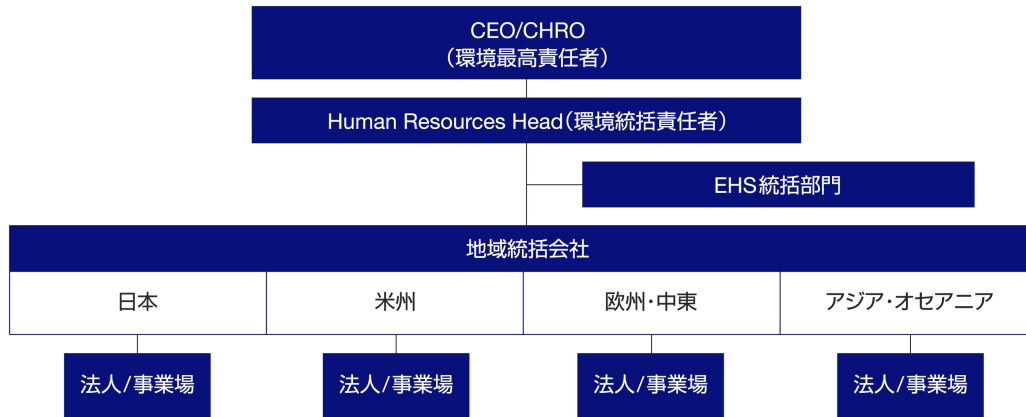 CEO/CHRO
（環境最高責任者）
Human Resources Head（環境統括責任者）
EHS統括部門
地域統括会社
日本
米州
欧州・中東
アジア・オセアニア
法人/事業場
法人/事業場
法人/事業場
法人/事業場